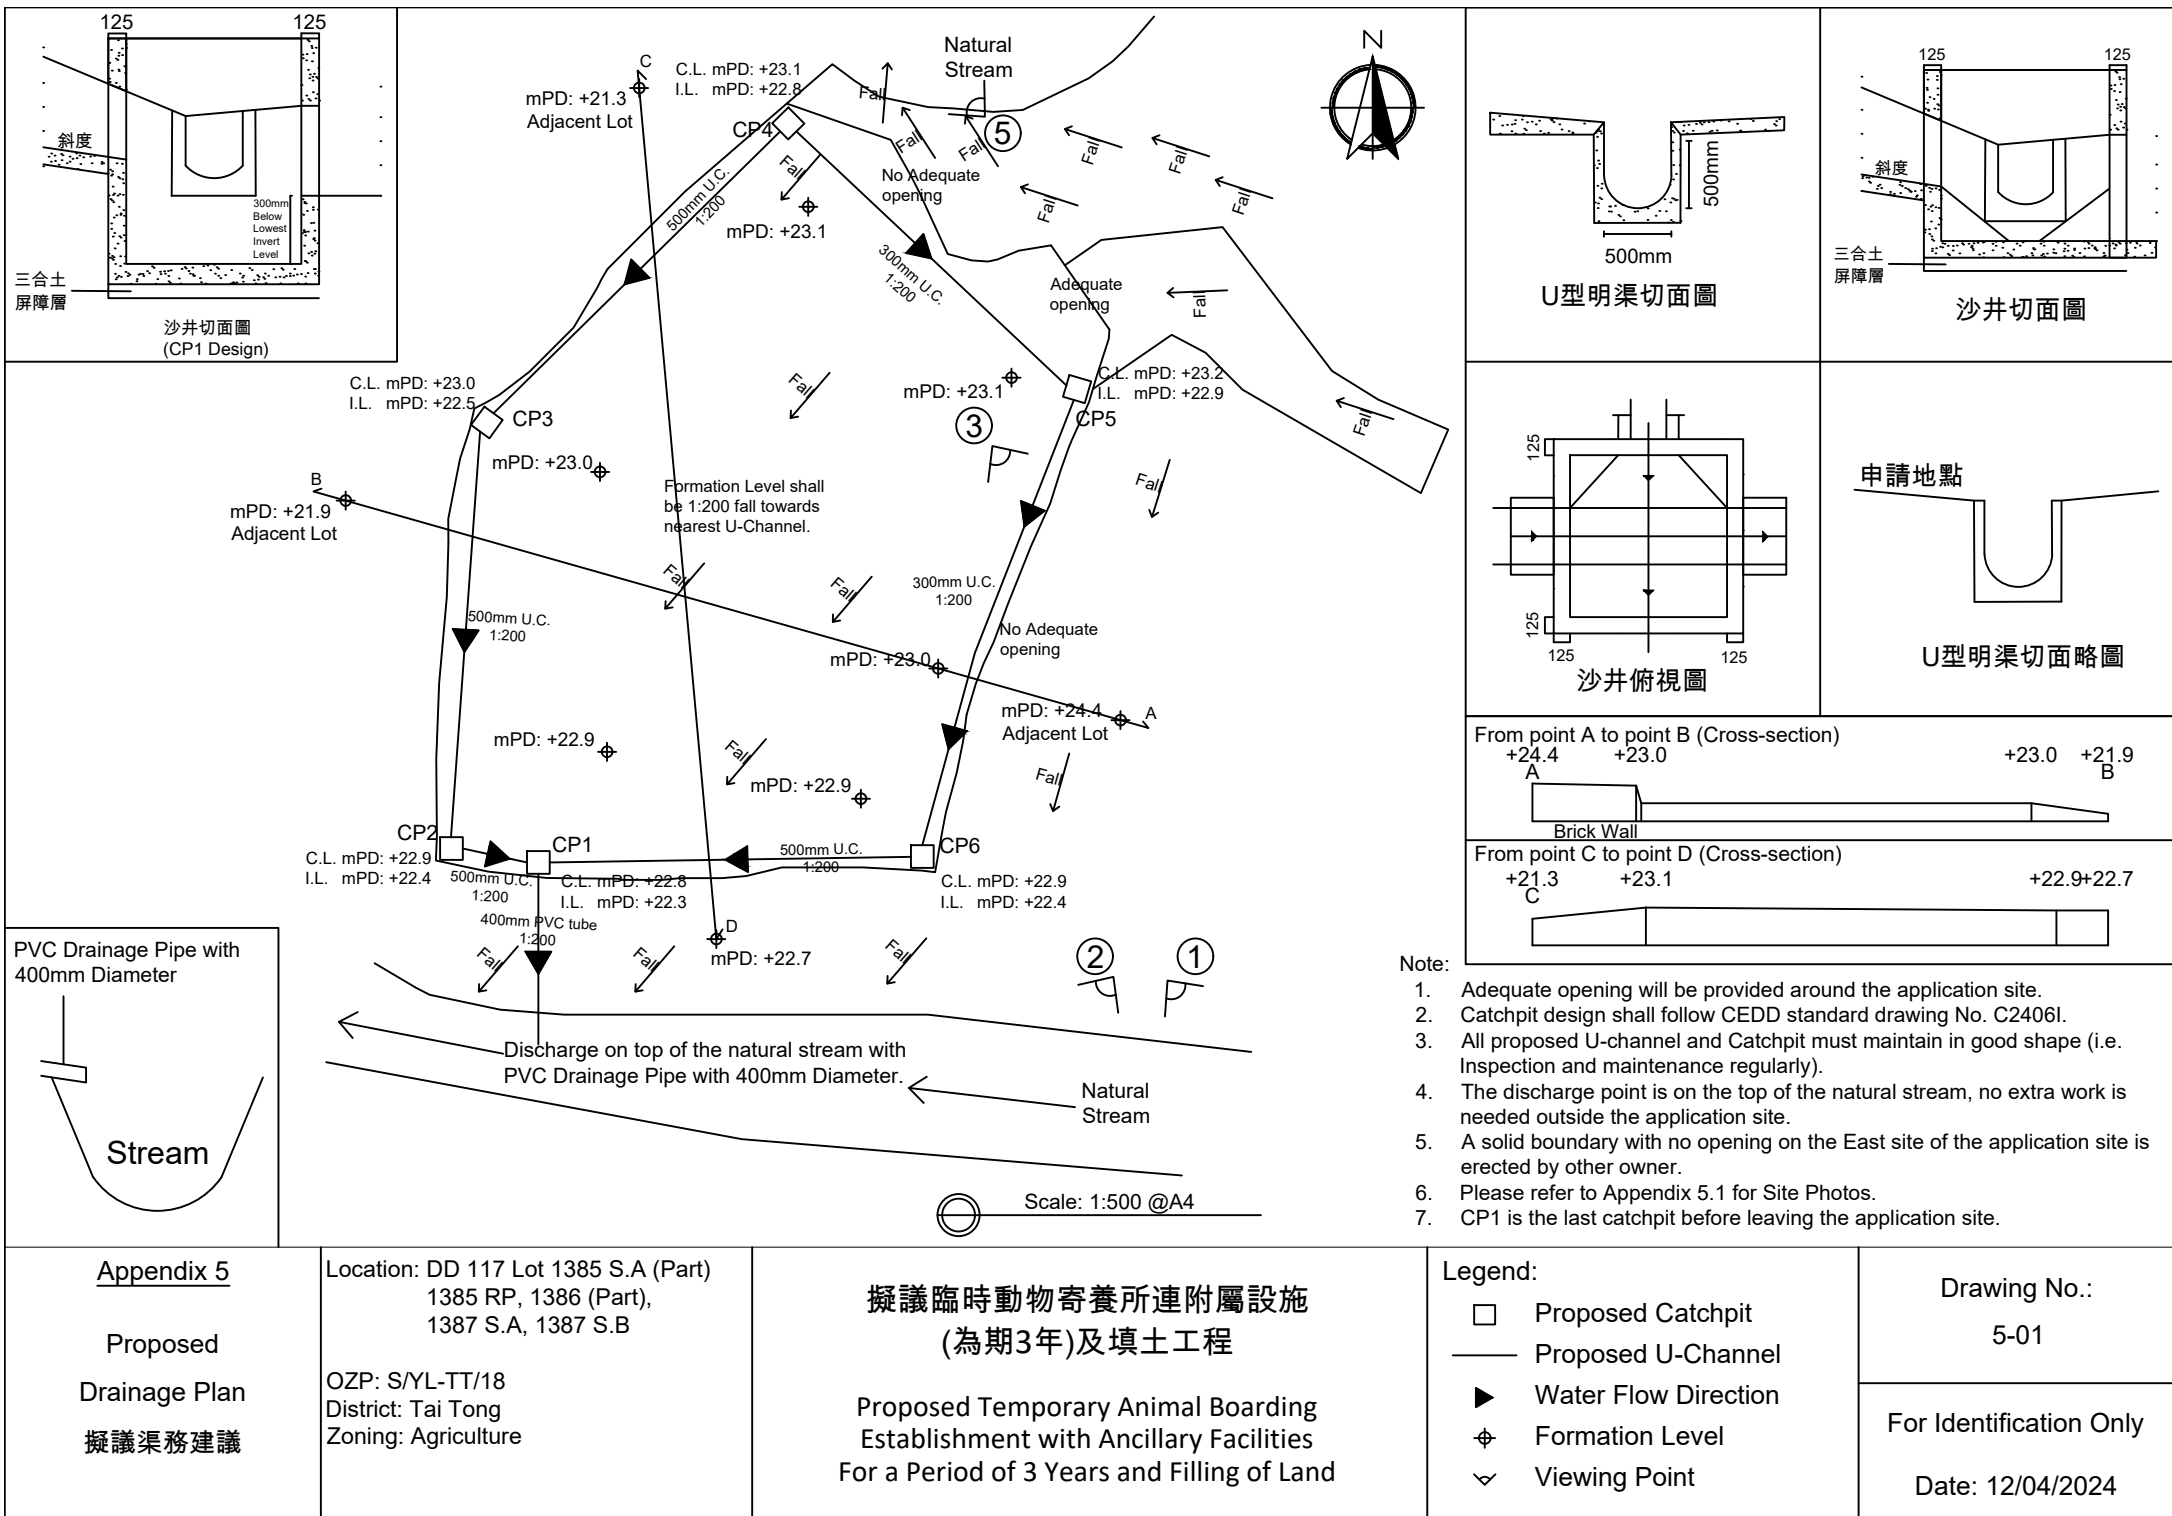 125
125
斜度
300mm
Below
Lowest
Invert
Level
三合土
屏障層
沙井切面圖
(CP1 Design)
C
mPD: +21.3
Adjacent Lot
C.L. mPD: +23.1
I.L. mPD: +22.8
CP4
Natural
Stream
N
Fall
Fall
Fall
5
Fall
Fall
Fall
Fall
Fall
Fall
No Adequate
opening
500mm U.C.
1:200
mPD: +23.1
300mm U.C.
1:200
Adequate
opening
Fall
C.L. mPD: +23.0
I.L. mPD: +22.5
CP3
Fall
mPD: +23.1
C.L. mPD: +23.2
I.L. mPD: +22.9
CP5
3
Fall
mPD: +23.0
B
mPD: +21.9
Adjacent Lot
Formation Level shall
be 1:200 fall towards
nearest U-Channel.
Fall
Fall
Fall
300mm U.C.
1:200
500mm U.C.
1:200
No Adequate
opening
mPD: +23.0
mPD: +24.4
Adjacent Lot
A
mPD: +22.9
Fall
mPD: +22.9
Fall
CP2
C.L. mPD: +22.9
I.L. mPD: +22.4
CP1
500mm U.C.
1:200
CP6
500mm U.C.
1:200
C.L. mPD: +22.8
I.L. mPD: +22.3
C.L. mPD: +22.9
I.L. mPD: +22.4
400mm PVC tube
1:200
D
mPD: +22.7
Fall
Fall
Fall
2
1
Discharge on top of the natural stream with
PVC Drainage Pipe with 400mm Diameter.
Natural
Stream
PVC Drainage Pipe with
400mm Diameter
Stream
Scale: 1:500 @A4
500mm
500mm
U型明渠切面圖
125
125
斜度
三合土
屏障層
沙井切面圖
125
125
125
125
沙井俯視圖
申請地點
U型明渠切面略圖
From point A to point B (Cross-section)
+24.4 +23.0 +23.0 +21.9
A B
Brick Wall
From point C to point D (Cross-section)
+21.3 +23.1 +22.9+22.7
C
Note:
1. Adequate opening will be provided around the application site.
2. Catchpit design shall follow CEDD standard drawing No. C2406I.
3. All proposed U-channel and Catchpit must maintain in good shape (i.e.
Inspection and maintenance regularly).
4. The discharge point is on the top of the natural stream, no extra work is
needed outside the application site.
5. A solid boundary with no opening on the East site of the application site is
erected by other owner.
6. Please refer to Appendix 5.1 for Site Photos.
7. CP1 is the last catchpit before leaving the application site.
Appendix 5
Proposed
Drainage Plan
擬議渠務建議
Location: DD 117 Lot 1385 S.A (Part)
1385 RP, 1386 (Part),
1387 S.A, 1387 S.B
OZP: S/YL-TT/18
District: Tai Tong
Zoning: Agriculture
擬議臨時動物寄養所連附屬設施
(為期3年)及填土工程
Proposed Temporary Animal Boarding
Establishment with Ancillary Facilities
For a Period of 3 Years and Filling of Land
Legend:
Proposed Catchpit
Proposed U-Channel
Water Flow Direction
Formation Level
Viewing Point
Drawing No.:
5-01
For Identification Only
Date: 12/04/2024